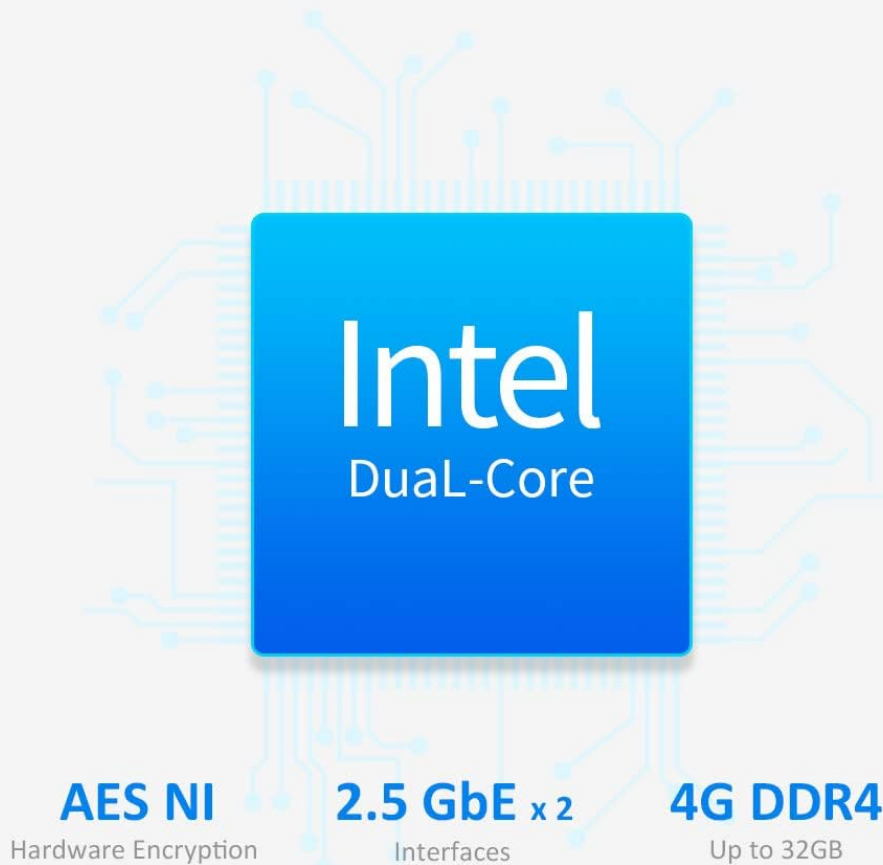 Intel
DuaL-Core
AES NI
Hardware Encryption
2.5 GbE x 2
Interfaces
4G DDR4
Up to 32GB